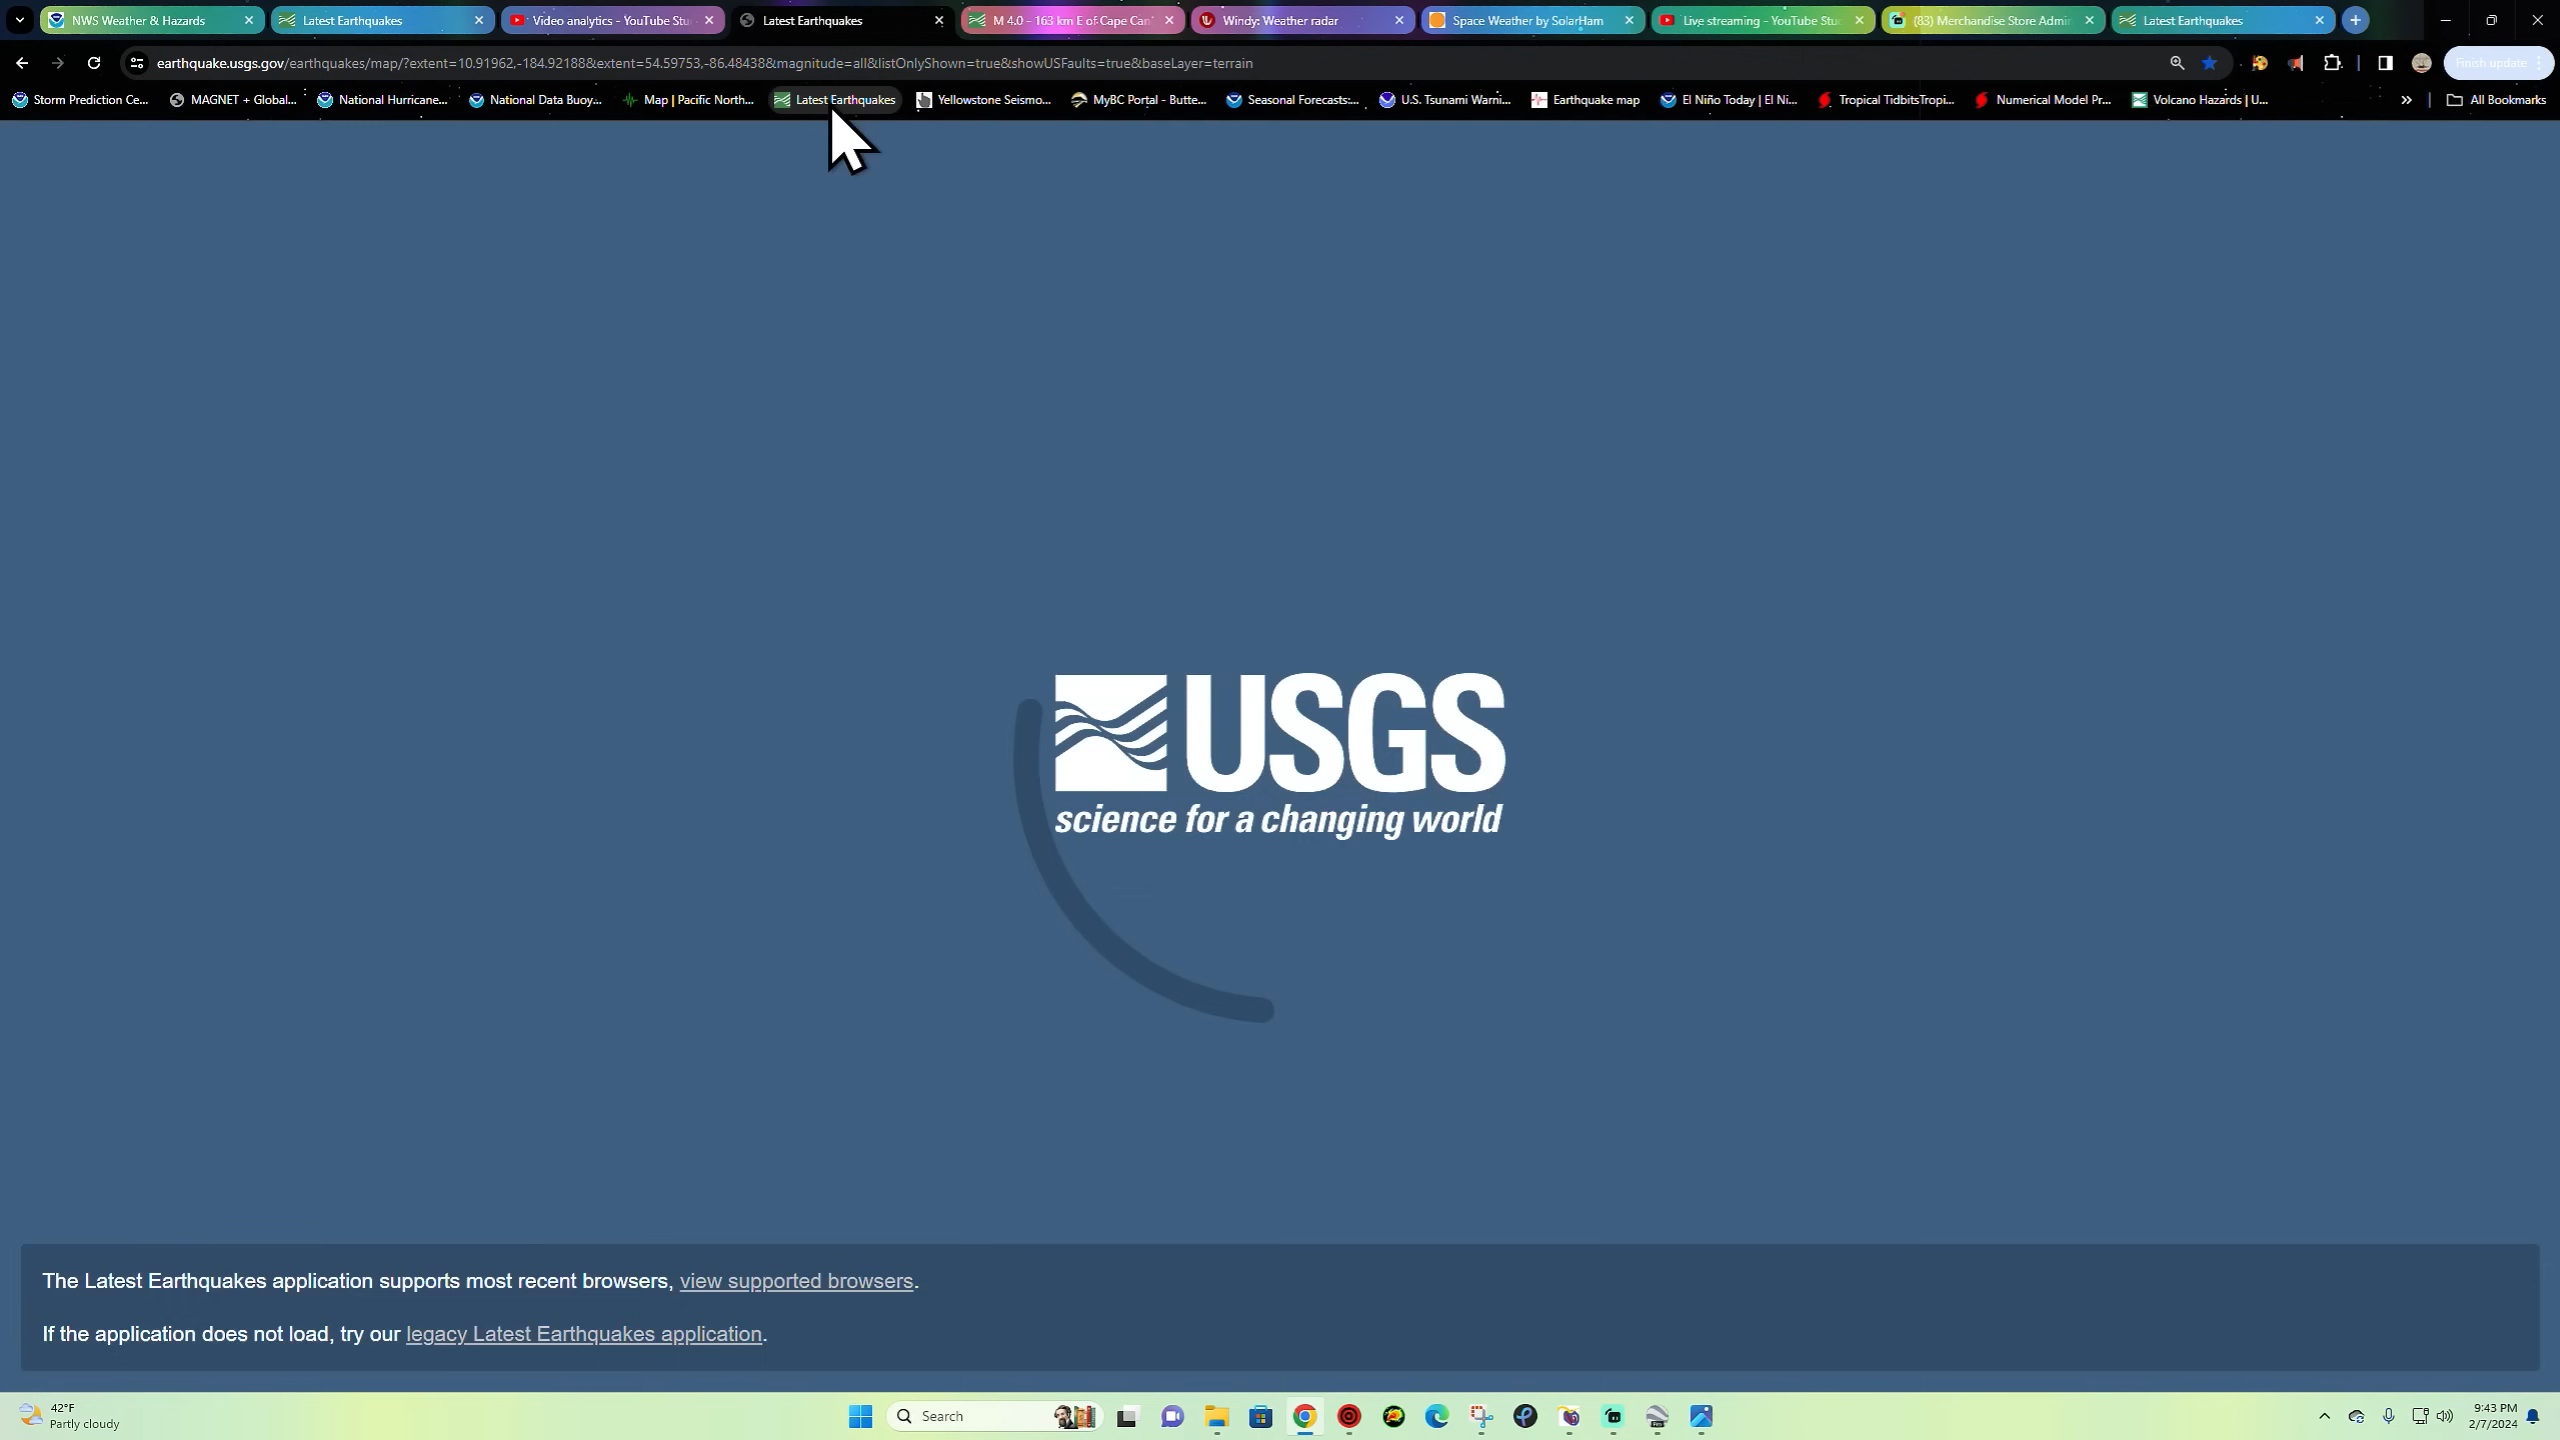 NWS Weather & Hazards
Latest Earthquakes
Video analytics - YouTube Stu
Latest Earthquakes
M 4.0 - 163 km E of Cape Can
Windy: Weather radar
Space Weather by SolarHam
Live streaming - YouTube Stud
(83) Merchandise Store Admin
Latest Earthquakes
earthquake.usgs.gov/earthquakes/map/?extent=10.91962,-184.92188&extent=54.59753,-86.48438&magnitude=all&listOnlyShown=true&showUSFaults=true&baseLayer=terrain
Finish update
Storm Prediction Ce...
MAGNET + Global...
National Hurricane...
National Data Buoy...
Map | Pacific North...
Latest Earthquakes
Yellowstone Seismo...
MyBC Portal - Butte...
Seasonal Forecasts:...
U.S. Tsunami Warni...
Earthquake map
El Niño Today | El Ni...
Tropical TidbitsTropi...
Numerical Model Pr...
Volcano Hazards | U...
All Bookmarks
USGS
science for a changing world
The Latest Earthquakes application supports most recent browsers, view supported browsers.
If the application does not load, try our legacy Latest Earthquakes application.
42°F
Partly cloudy
Search
9:43 PM
2/7/2024